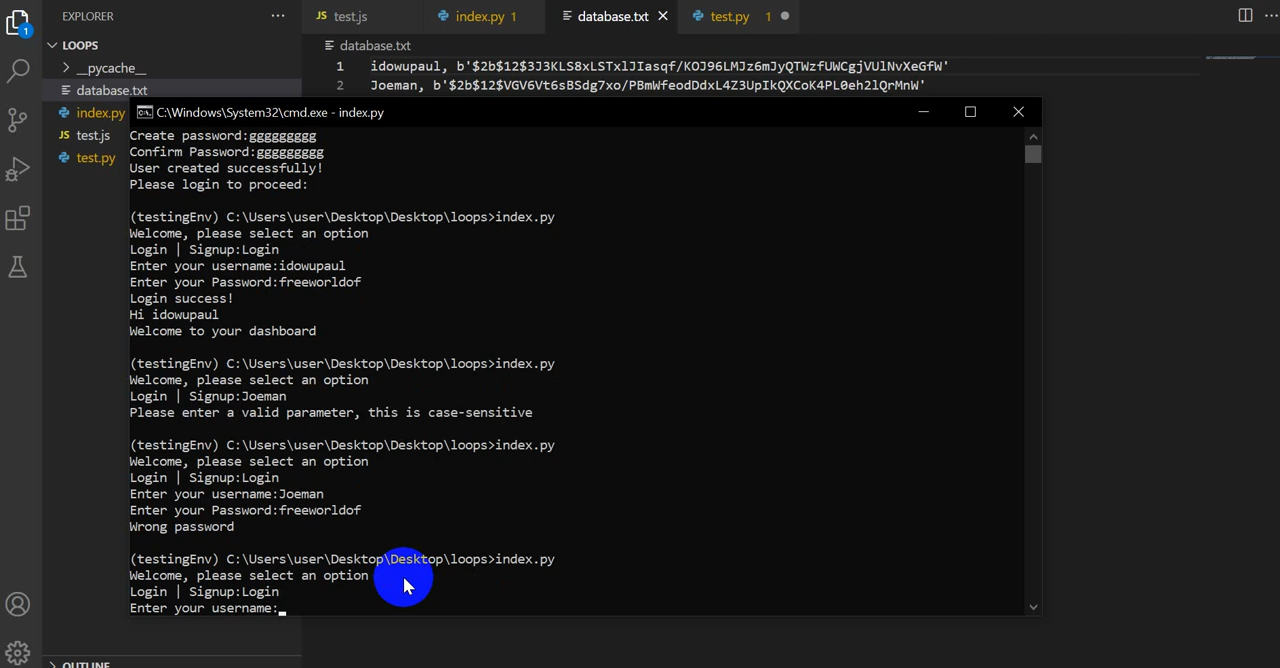 EXPLORER
test.js
index.py 1
database.txt
test.py 1
LOOPS
__pycache__
database.txt
index.py
test.js
test.py
OUTLINE
1
database.txt
1 idowupaul, b'$2b$12$3J3KLS8xLSTxlJIasqf/KOJ96LMJz6mJyQTWzfUWCgjVUlNvXeGfW'
2 Joeman, b'$2b$12$VGV6Vt6sBSdg7xo/PBmWfeodDdxL4Z3UpIkQXCoK4PL0eh2lQrMnW'
C:\Windows\System32\cmd.exe - index.py
Create password:ggggggggg
Confirm Password:ggggggggg
User created successfully!
Please login to proceed:
(testingEnv) C:\Users\user\Desktop\Desktop\loops>index.py
Welcome, please select an option
Login | Signup:Login
Enter your username:idowupaul
Enter your Password:freeworldof
Login success!
Hi idowupaul
Welcome to your dashboard
(testingEnv) C:\Users\user\Desktop\Desktop\loops>index.py
Welcome, please select an option
Login | Signup:Joeman
Please enter a valid parameter, this is case-sensitive
(testingEnv) C:\Users\user\Desktop\Desktop\loops>index.py
Welcome, please select an option
Login | Signup:Login
Enter your username:Joeman
Enter your Password:freeworldof
Wrong password
(testingEnv) C:\Users\user\Desktop\Desktop\loops>index.py
Welcome, please select an option
Login | Signup:Login
Enter your username: